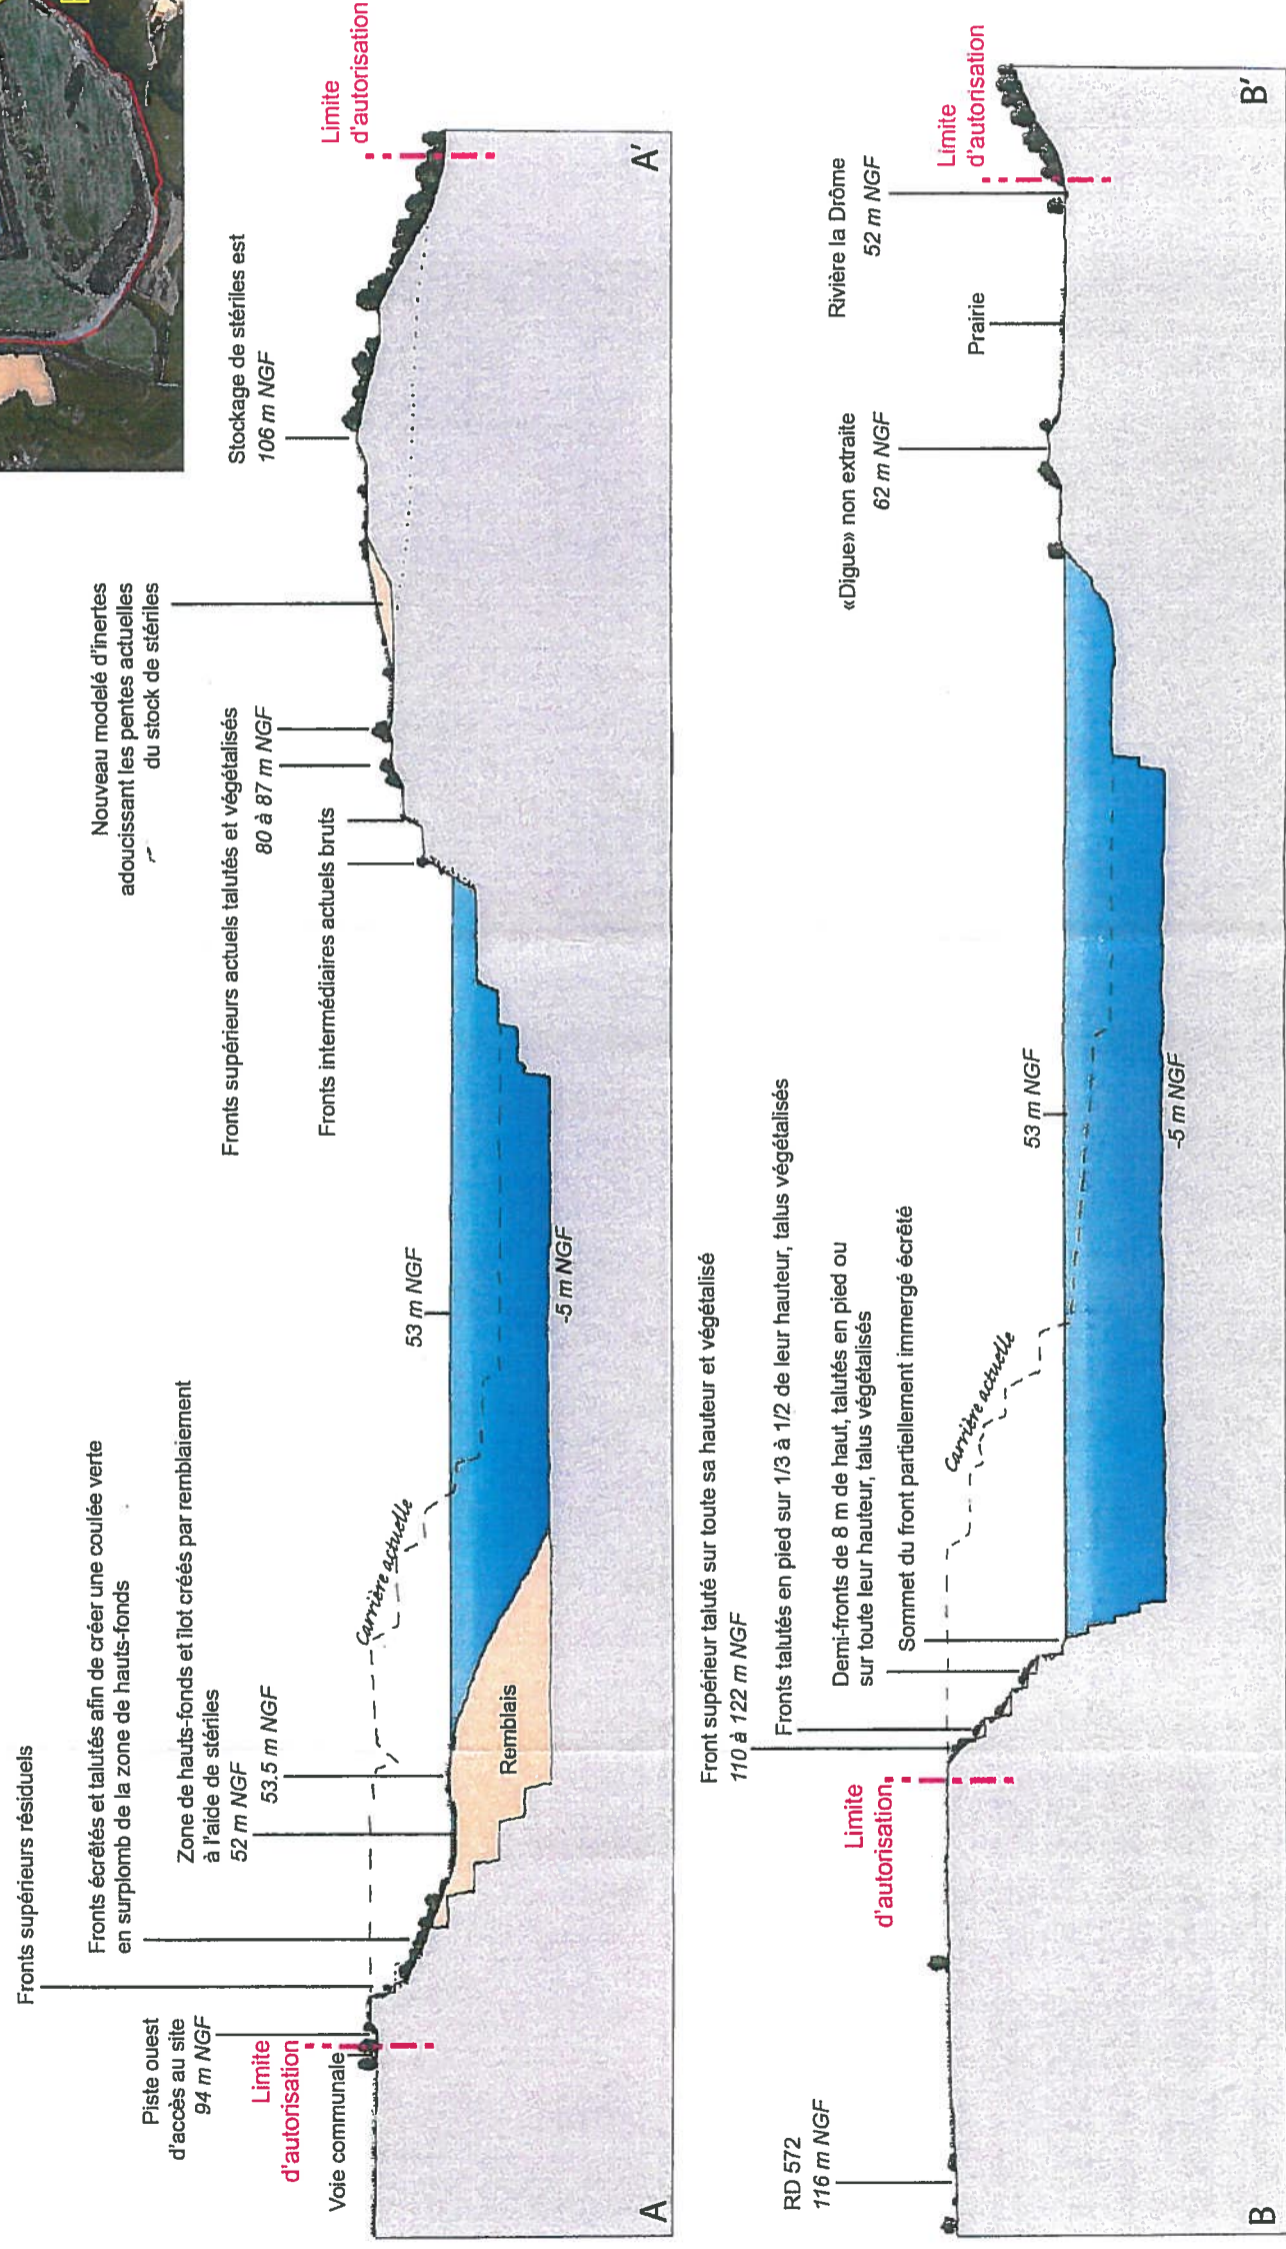 Fronts supérieurs résiduels
Fronts écrêtés et talutés afin de créer une coulée verte
en surplomb de la zone de hauts-fonds
Piste ouest
d'accès au site
94 m NGF
Zone de hauts-fonds et îlot créés par remblaiement
à l'aide de stériles
52 m NGF
53.5 m NGF
Limite
d'autorisation
Voie communale
Carrière actuelle
Remblais
53 m NGF
-5 m NGF
Nouveau modelé d'inertes
adoucissant les pentes actuelles
du stock de stériles
Fronts supérieurs actuels talutés et végétalisés
80 à 87 m NGF
Fronts intermédiaires actuels bruts
Stockage de stériles est
106 m NGF
Limite
d'autorisation
A
A'
Front supérieur taluté sur toute sa hauteur et végétalisé
110 à 122 m NGF
Fronts talutés en pied sur 1/3 à 1/2 de leur hauteur, talus végétalisés
Demi-fronts de 8 m de haut, talutés en pied ou
sur toute leur hauteur, talus végétalisés
Sommet du front partiellement immergé écrêté
RD 572
116 m NGF
Limite
d'autorisation
Carrière actuelle
53 m NGF
-5 m NGF
«Digue» non extraite
62 m NGF
Prairie
Rivière la Drôme
52 m NGF
Limite
d'autorisation
B
B'